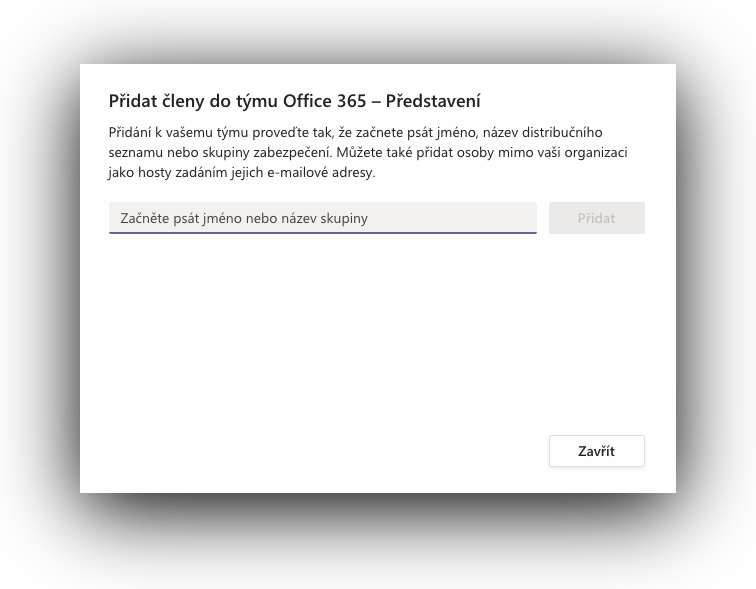 Přidat členy do týmu Office 365 – Představení
Přidání k vašemu týmu proveďte tak, že začnete psát jméno, název distribučního
seznamu nebo skupiny zabezpečení. Můžete také přidat osoby mimo vaši organizaci
jako hosty zadáním jejich e-mailové adresy.
Začněte psát jméno nebo název skupiny
Přidat
Zavřít